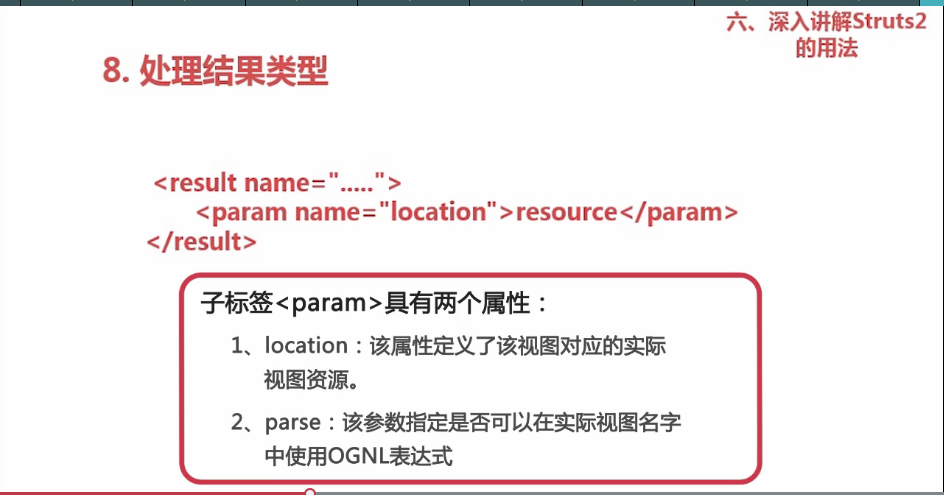 六、深入讲解Struts2
的用法
8. 处理结果类型
<result name=".....">
<param name="location">resource</param>
</result>
子标签<param>具有两个属性：
1、location：该属性定义了该视图对应的实际
视图资源。
2、parse：该参数指定是否可以在实际视图名字
中使用OGNL表达式